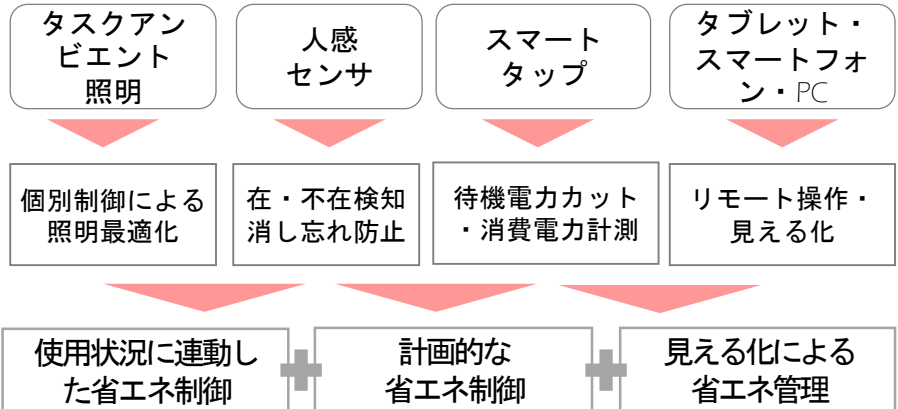 タスクアン
ビエント
照明
人感
センサ
スマート
タップ
タブレット・
スマートフォ
ン・PC
個別制御による
照明最適化
在・不在検知
消し忘れ防止
待機電力カット
・消費電力計測
リモート操作・
見える化
使用状況に連動し
た省エネ制御
計画的な
省エネ制御
見える化による
省エネ管理